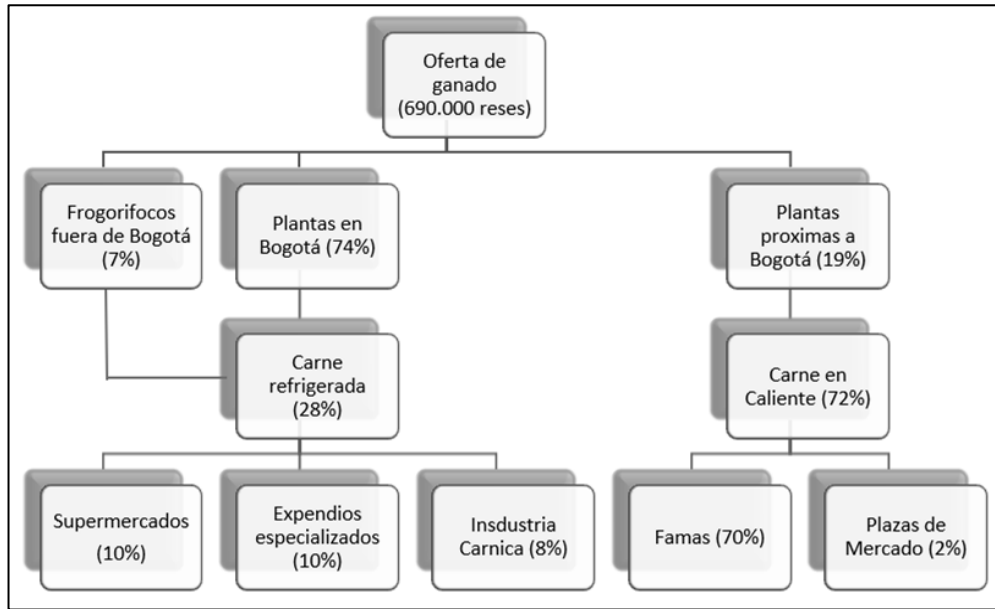 Oferta de
ganado
(690.000 reses)
Frogorifocos
fuera de Bogotá
(7%)
Plantas en
Bogotá (74%)
Plantas
proximas a
Bogotá (19%)
Carne
refrigerada
(28%)
Carne en
Caliente (72%)
Supermercados
(10%)
Expendios
especializados
(10%)
Insdustria
Carnica (8%)
Famas (70%)
Plazas de
Mercado (2%)